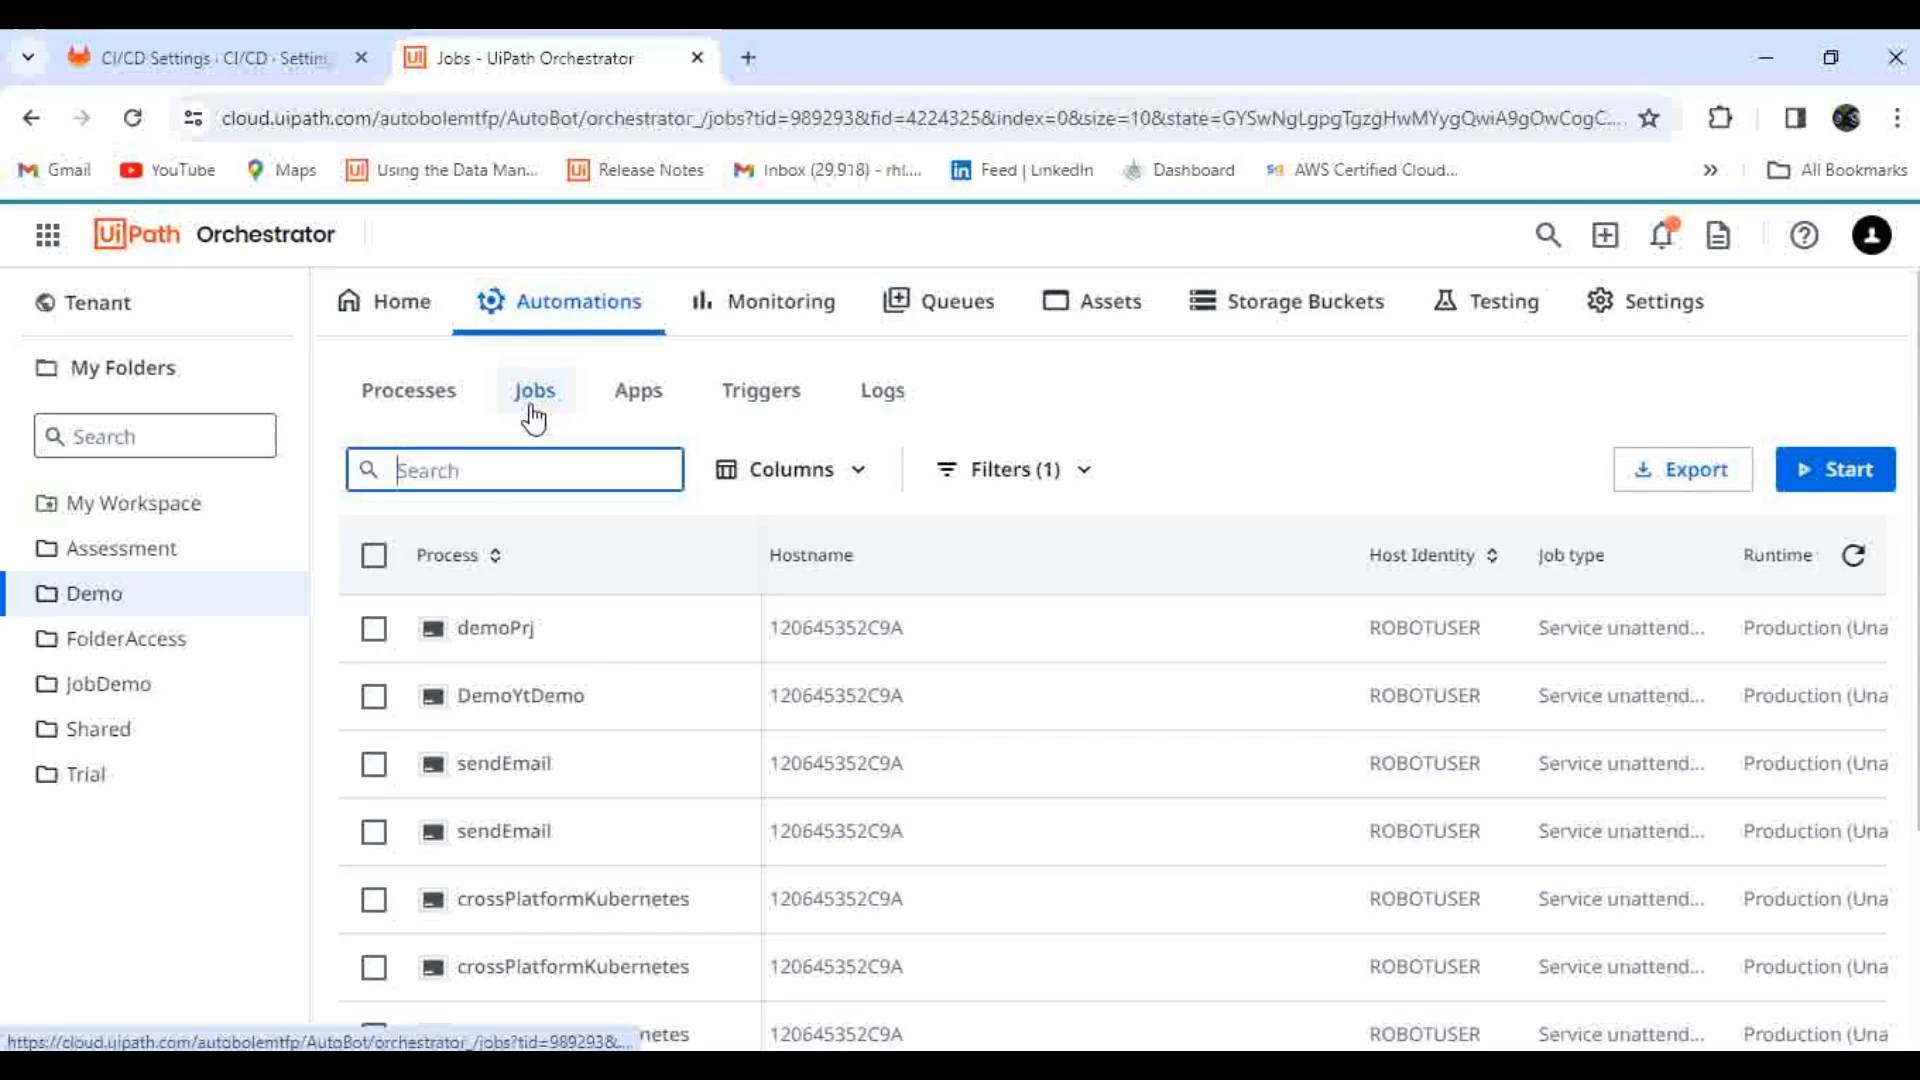 CI/CD Settings · CI/CD · Settin
Jobs - UiPath Orchestrator
cloud.uipath.com/autobolemtfp/AutoBot/orchestrator_/jobs?tid=989293&fid=4224325&index=0&size=10&state=GYSwNgLgpgTgzgHwMYygQwiA9gOwCogC...
Gmail
YouTube
Maps
Using the Data Man...
Release Notes
Inbox (29,918) - rhl....
Feed | LinkedIn
Dashboard
AWS Certified Cloud...
All Bookmarks
UiPath Orchestrator
Tenant
My Folders
Search
My Workspace
Assessment
Demo
FolderAccess
JobDemo
Shared
Trial
Home Automations Monitoring Queues Assets Storage Buckets Testing Settings
Processes Jobs Apps Triggers Logs
Search Columns Filters (1) Export Start
Process Hostname Host Identity Job type Runtime
demoPrj 120645352C9A ROBOTUSER Service unattend... Production (Una
DemoYtDemo 120645352C9A ROBOTUSER Service unattend... Production (Una
sendEmail 120645352C9A ROBOTUSER Service unattend... Production (Una
sendEmail 120645352C9A ROBOTUSER Service unattend... Production (Una
crossPlatformKubernetes 120645352C9A ROBOTUSER Service unattend... Production (Una
crossPlatformKubernetes 120645352C9A ROBOTUSER Service unattend... Production (Una
netes 120645352C9A ROBOTUSER Service unattend... Production (Una
https://cloud.uipath.com/autobolemtfp/AutoBot/orchestrator_/jobs?tid=989293&...